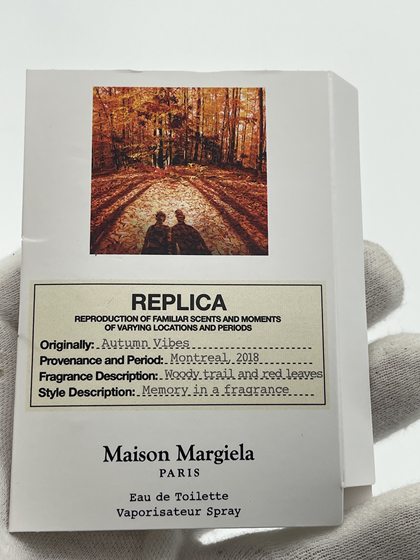 REPLICA
REPRODUCTION OF FAMILIAR SCENTS AND MOMENTS
OF VARYING LOCATIONS AND PERIODS
Originally: Autumn Vibes
Provenance and Period: Montreal, 2018
Fragrance Description: Woody trail and red leaves
Style Description: Memory in a fragrance
Maison Margiela
PARIS
Eau de Toilette
Vaporisateur Spray